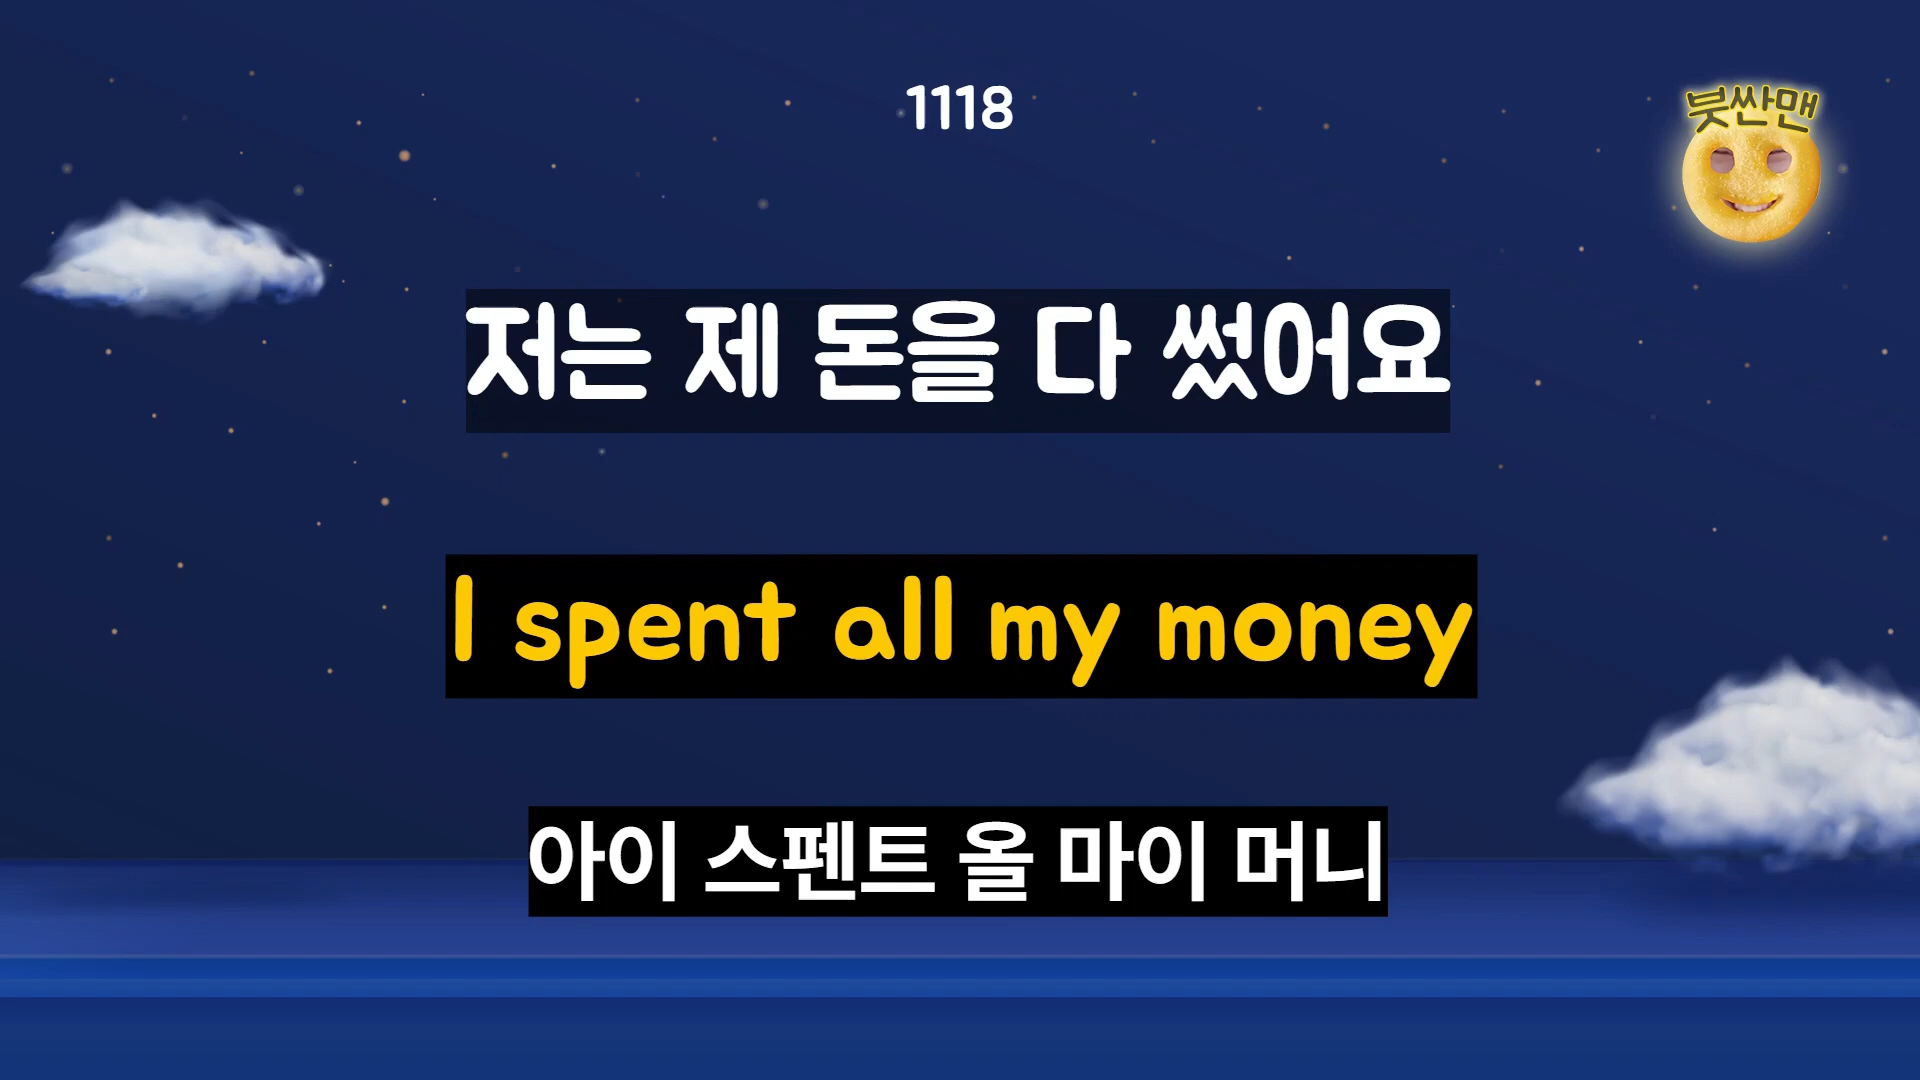 1118
붓싼맨
저는 제 돈을 다 썼어요
I spent all my money
아이 스펜트 올 마이 머니